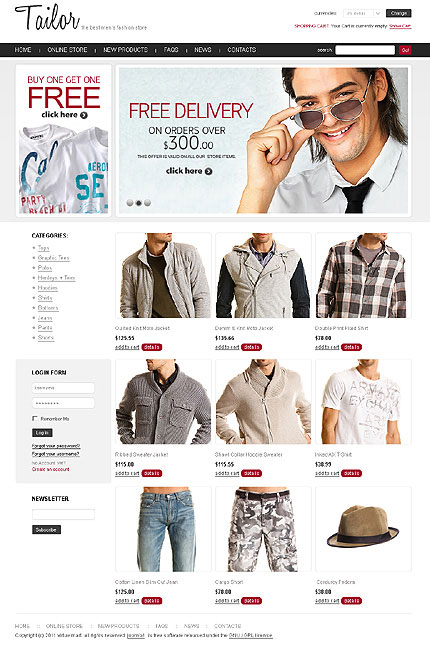 Tailor
the best men's fashion store
currencies:
Change
SHOPPING CART: Your Cart is currently empty. Show Cart
HOME ONLINE STORE NEW PRODUCTS FAQS NEWS CONTACTS
search: Go!
BUY ONE GET ONE
FREE
click here
FREE DELIVERY
ON ORDERS OVER
$300.00
THIS OFFER IS VALID ON ALL OUR STORE ITEMS.
click here
CATEGORIES:
Tops
Graphic Tees
Polos
Henleys + Tees
Hoodies
Shirts
Bottoms
Jeans
Pants
Shorts
Quilted Knit Moto Jacket
$129.55
add to cart details
Denim & Knit Moto Jacket
$135.66
add to cart details
Double Print Plaid Shirt
$78.00
add to cart details
LOGIN FORM
Username
Remember Me
Log in
Forgot your password?
Forgot your username?
No Account Yet?
Create an account
Ribbed Sweater Jacket
$115.00
add to cart details
Shawl Collar Hoodie Sweater
$115.55
add to cart details
Inked AX T Shirt
$38.99
add to cart details
NEWSLETTER
Subscribe
Cotton Linen Slim Cut Jean
$125.00
add to cart details
Cargo Short
$78.00
add to cart details
Corduroy Fedora
$38.00
add to cart details
HOME ONLINE STORE NEW PRODUCTS FAQS NEWS CONTACTS
Copyright (c) 2011 Virtuemart. all rights reserved. Joomla! is free software released under the GNU / GPL License.